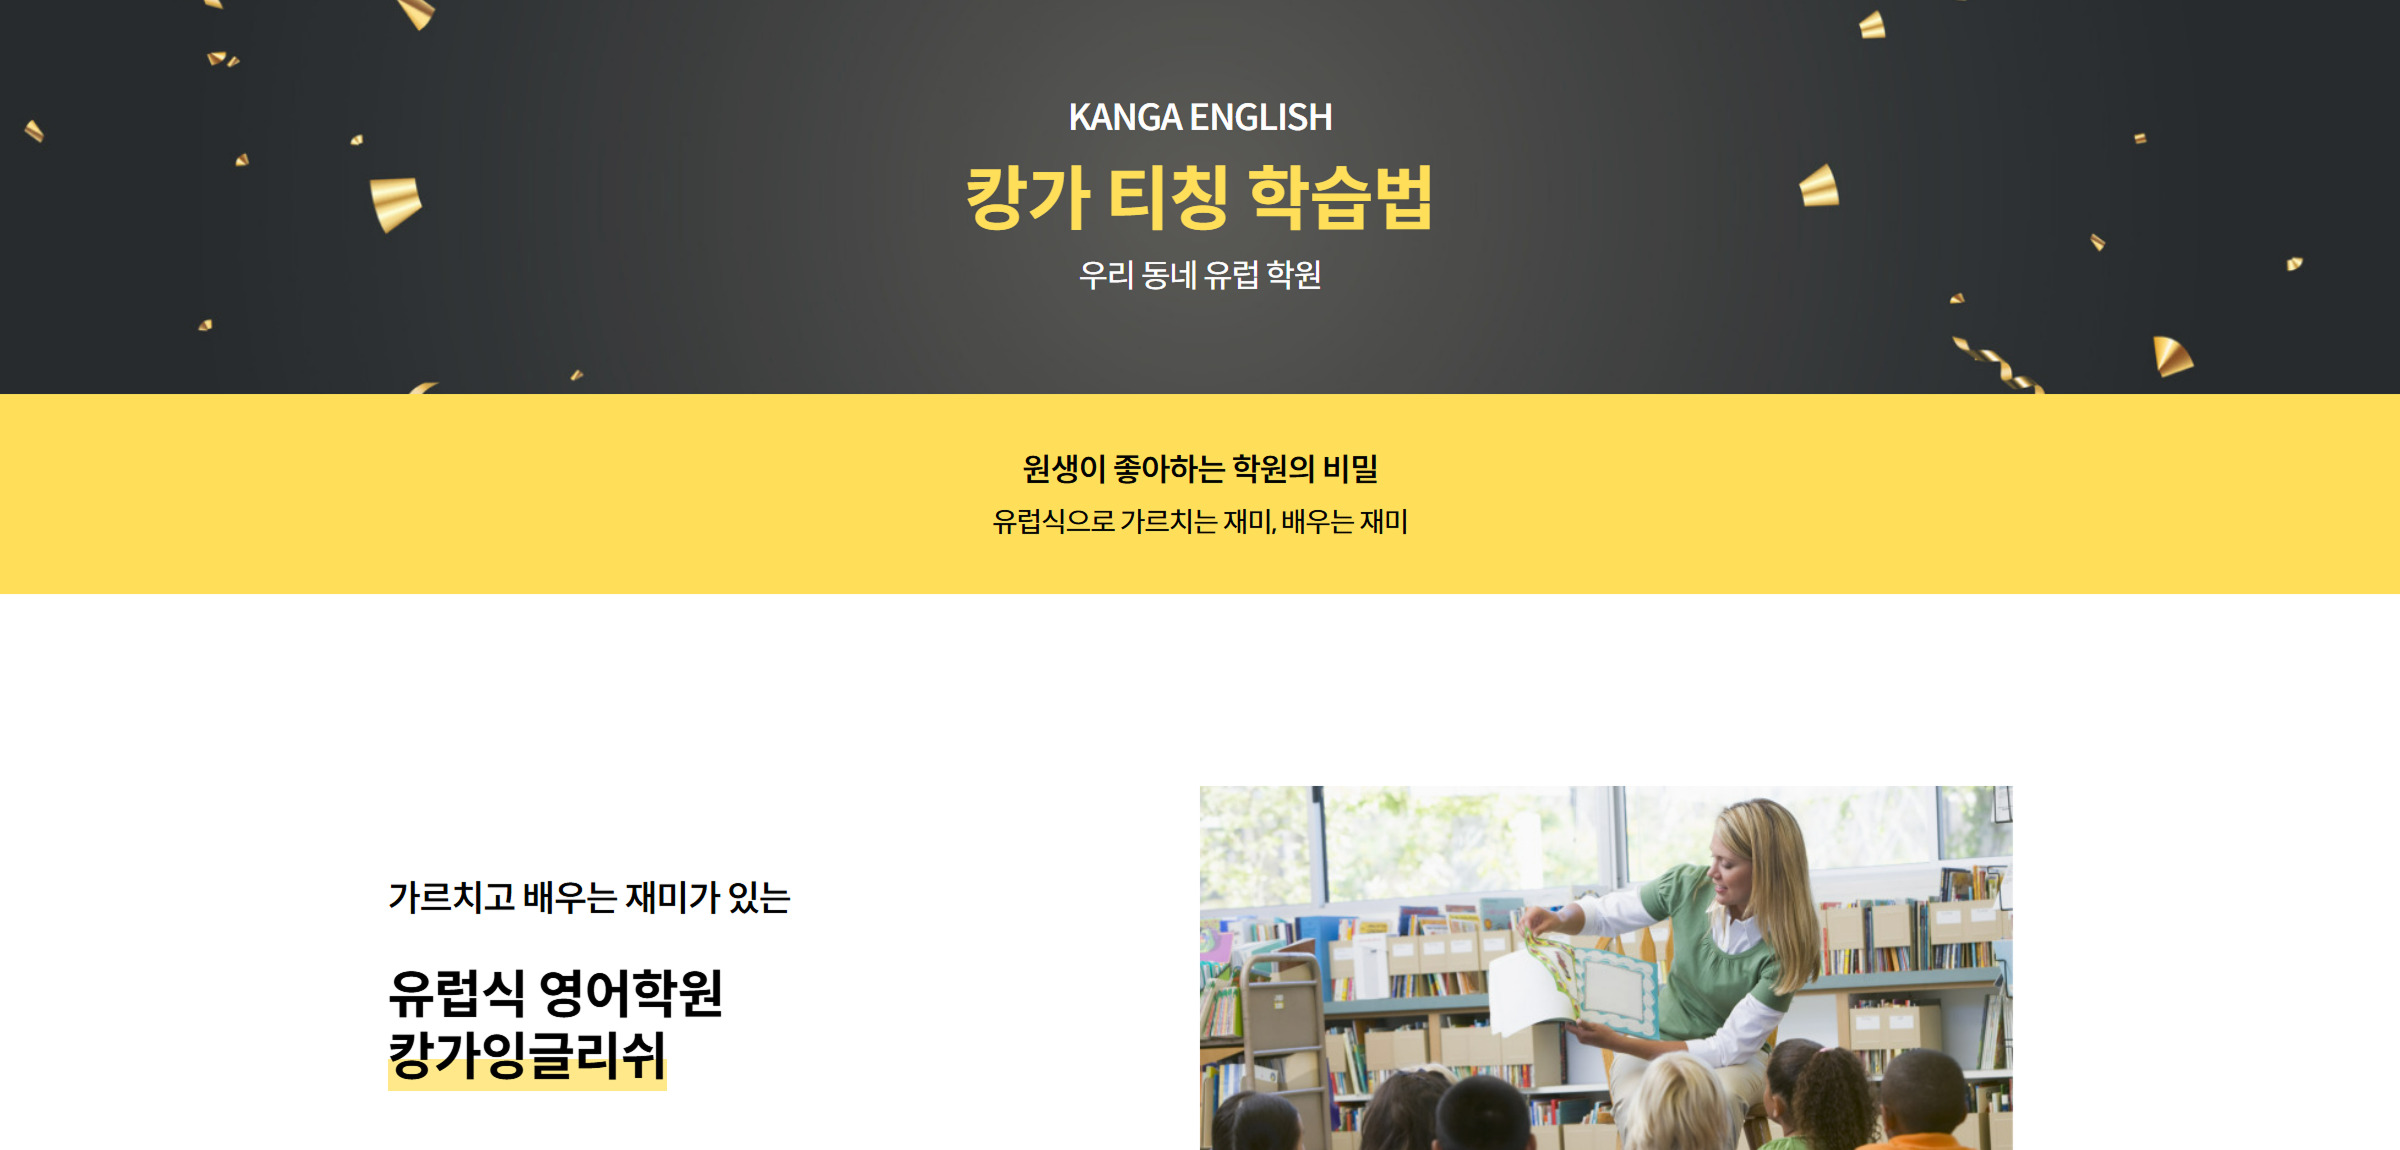 KANGA ENGLISH
캉가 티칭 학습법
우리 동네 유럽 학원
원생이 좋아하는 학원의 비밀
유럽식으로 가르치는 재미, 배우는 재미
가르치고 배우는 재미가 있는
유럽식 영어학원
캉가잉글리쉬